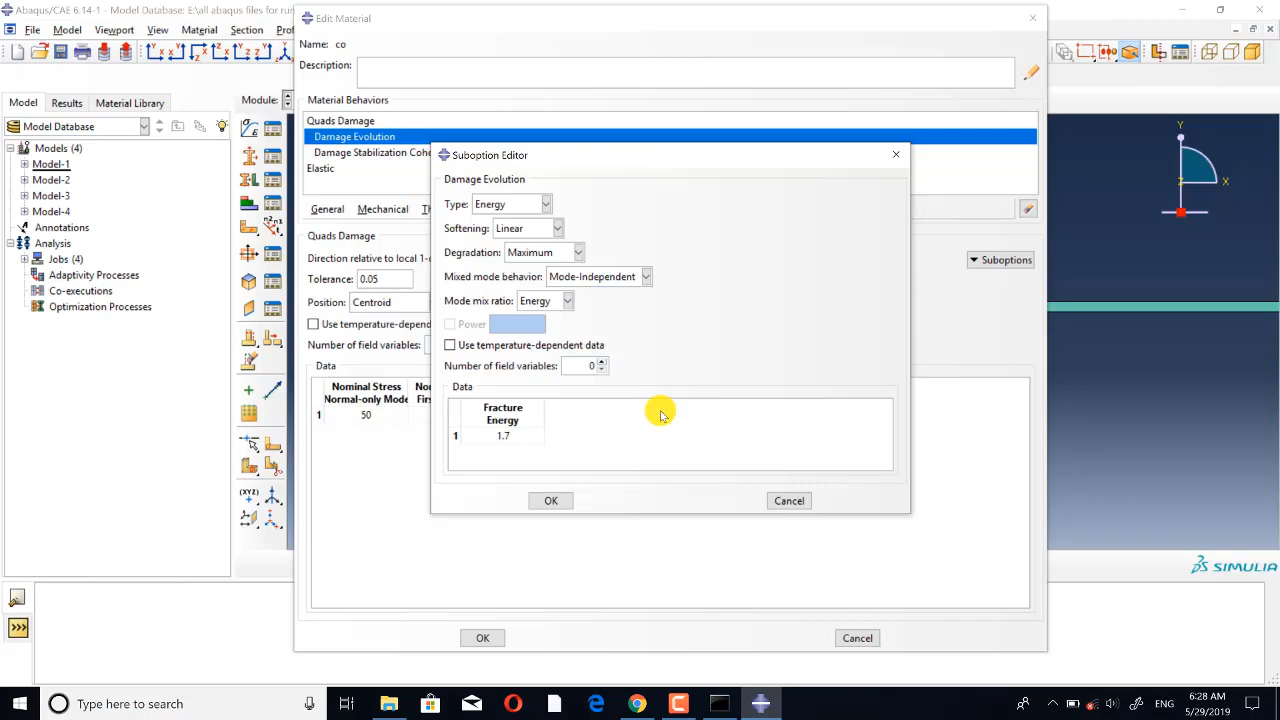 Abaqus/CAE 6.14-1 - Model Database: E:\all abaqus files for run
Edit Material
File Model Viewport View Material Section Prof
Name: co
Description:
Model Results Material Library
Module:
Material Behaviors
Model Database
Quads Damage
Damage Evolution
Damage Stabilization Cohe
Elastic
Models (4)
Model-1
Model-2
Model-3
Model-4
Annotations
Analysis
Jobs (4)
Adaptivity Processes
Co-executions
Optimization Processes
General Mechanical Th
Quads Damage
Direction relative to local 1-
Tolerance: 0.05
Position: Centroid
Use temperature-depend
Number of field variables:
Data
Nominal Stress
Normal-only Mode
Nom
First
1 50
Suboptions
Suboption Editor
Damage Evolution
Type: Energy
Softening: Linear
Degradation: Maximum
Mixed mode behavior: Mode-Independent
Mode mix ratio: Energy
Power
Use temperature-dependent data
Number of field variables: 0
Data
Fracture
Energy
1 1.7
OK Cancel
OK Cancel
Y
Z X
SIMULIA
>>>
Type here to search
ENG
6:28 AM
5/29/2019